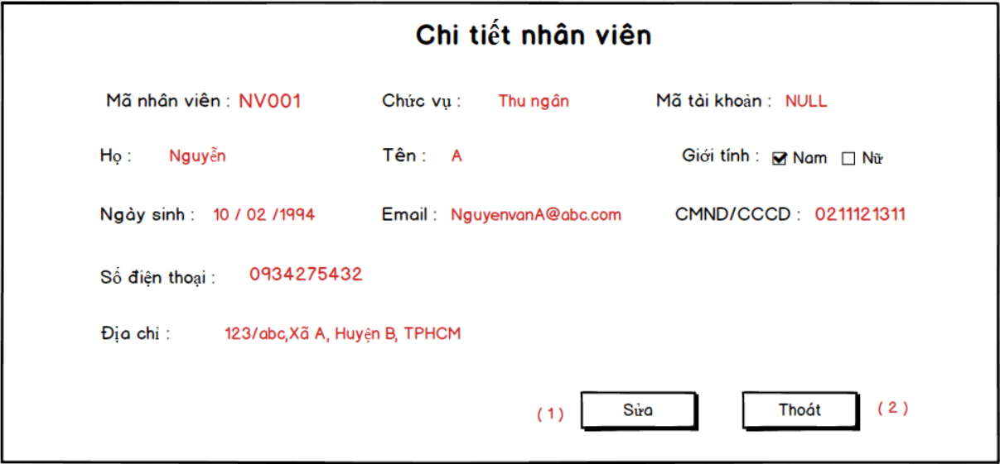 Chi tiết nhân viên
Mã nhân viên : NV001 Chức vụ : Thu ngân Mã tài khoản : NULL
Họ : Nguyễn Tên : A Giới tính : Nam Nữ
Ngày sinh : 10 / 02 /1994 Email : NguyenvanA@abc.com CMND/CCCD : 0211121311
Số điện thoại : 0934275432
Địa chỉ : 123/abc,Xã A, Huyện B, TPHCM
( 1 ) Sửa Thoát ( 2 )